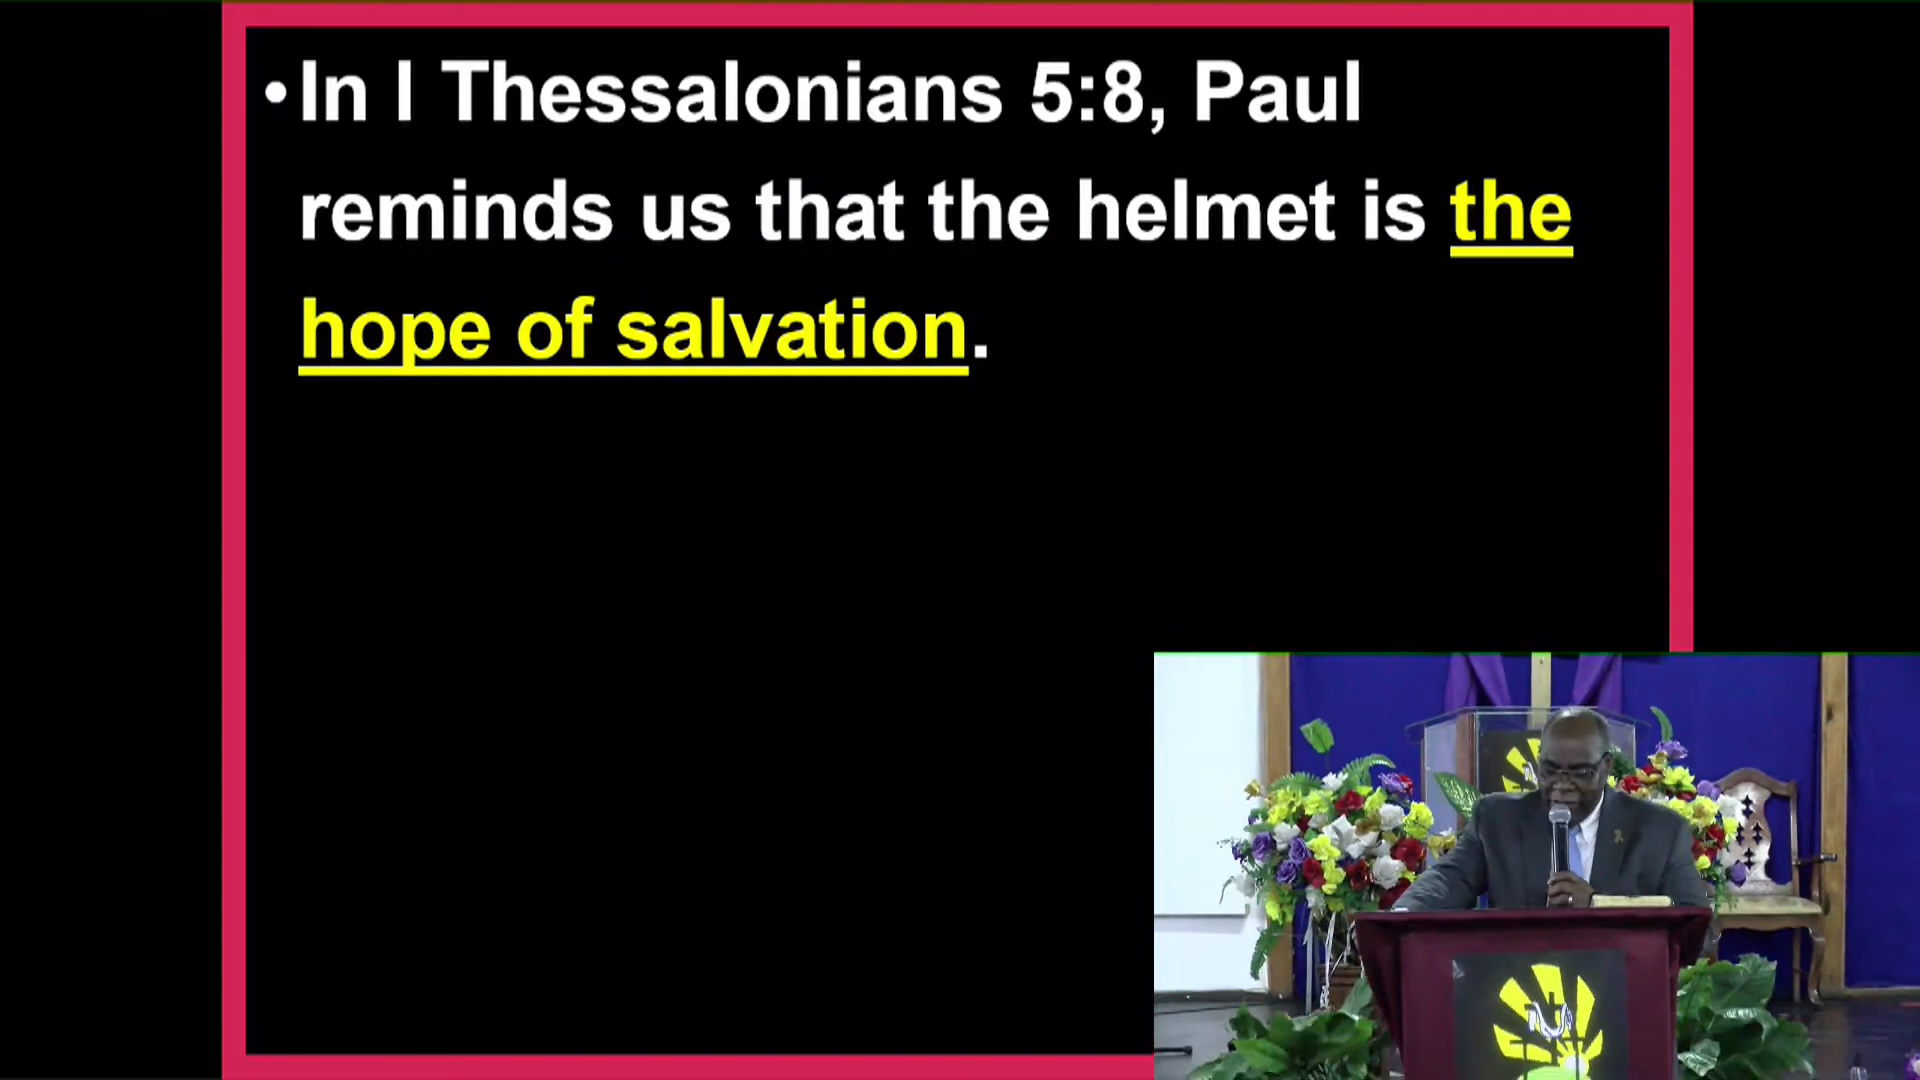 •In I Thessalonians 5:8, Paul
reminds us that the helmet is the
hope of salvation.